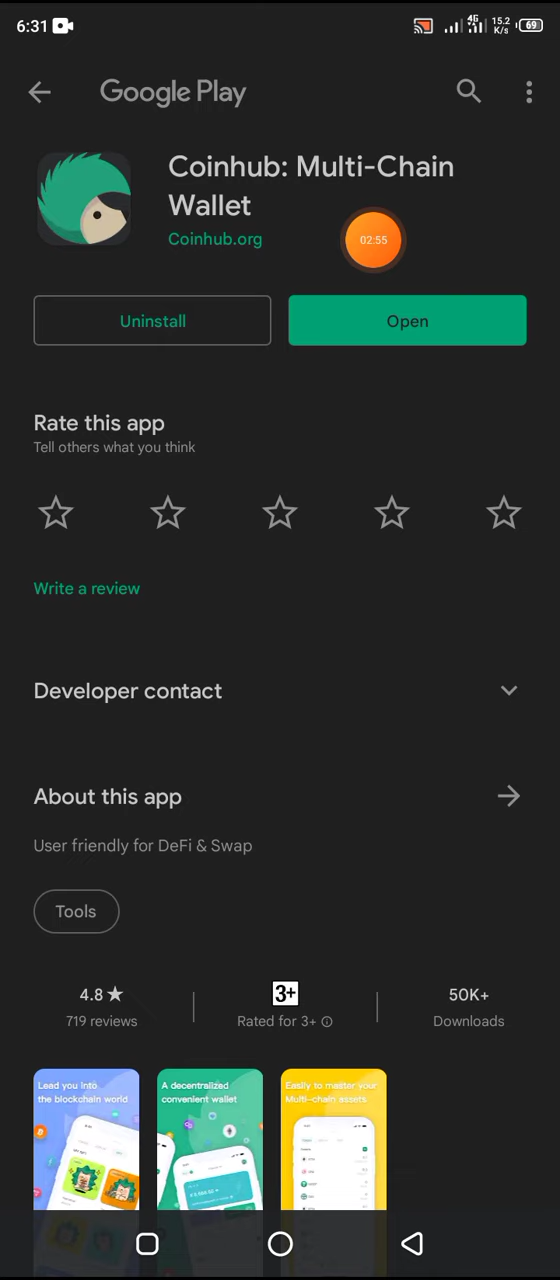 6:31 4G 15.2 K/s 69
Google Play
Coinhub: Multi-Chain
Wallet
Coinhub.org
02:55
Uninstall Open
Rate this app
Tell others what you think
Write a review
Developer contact
About this app
User friendly for DeFi & Swap
Tools
4.8★ 3+ 50K+
719 reviews Rated for 3+ Downloads
Lead you into
the blockchain world
A decentralized
convenient wallet
Easily to master your
Multi-chain assets